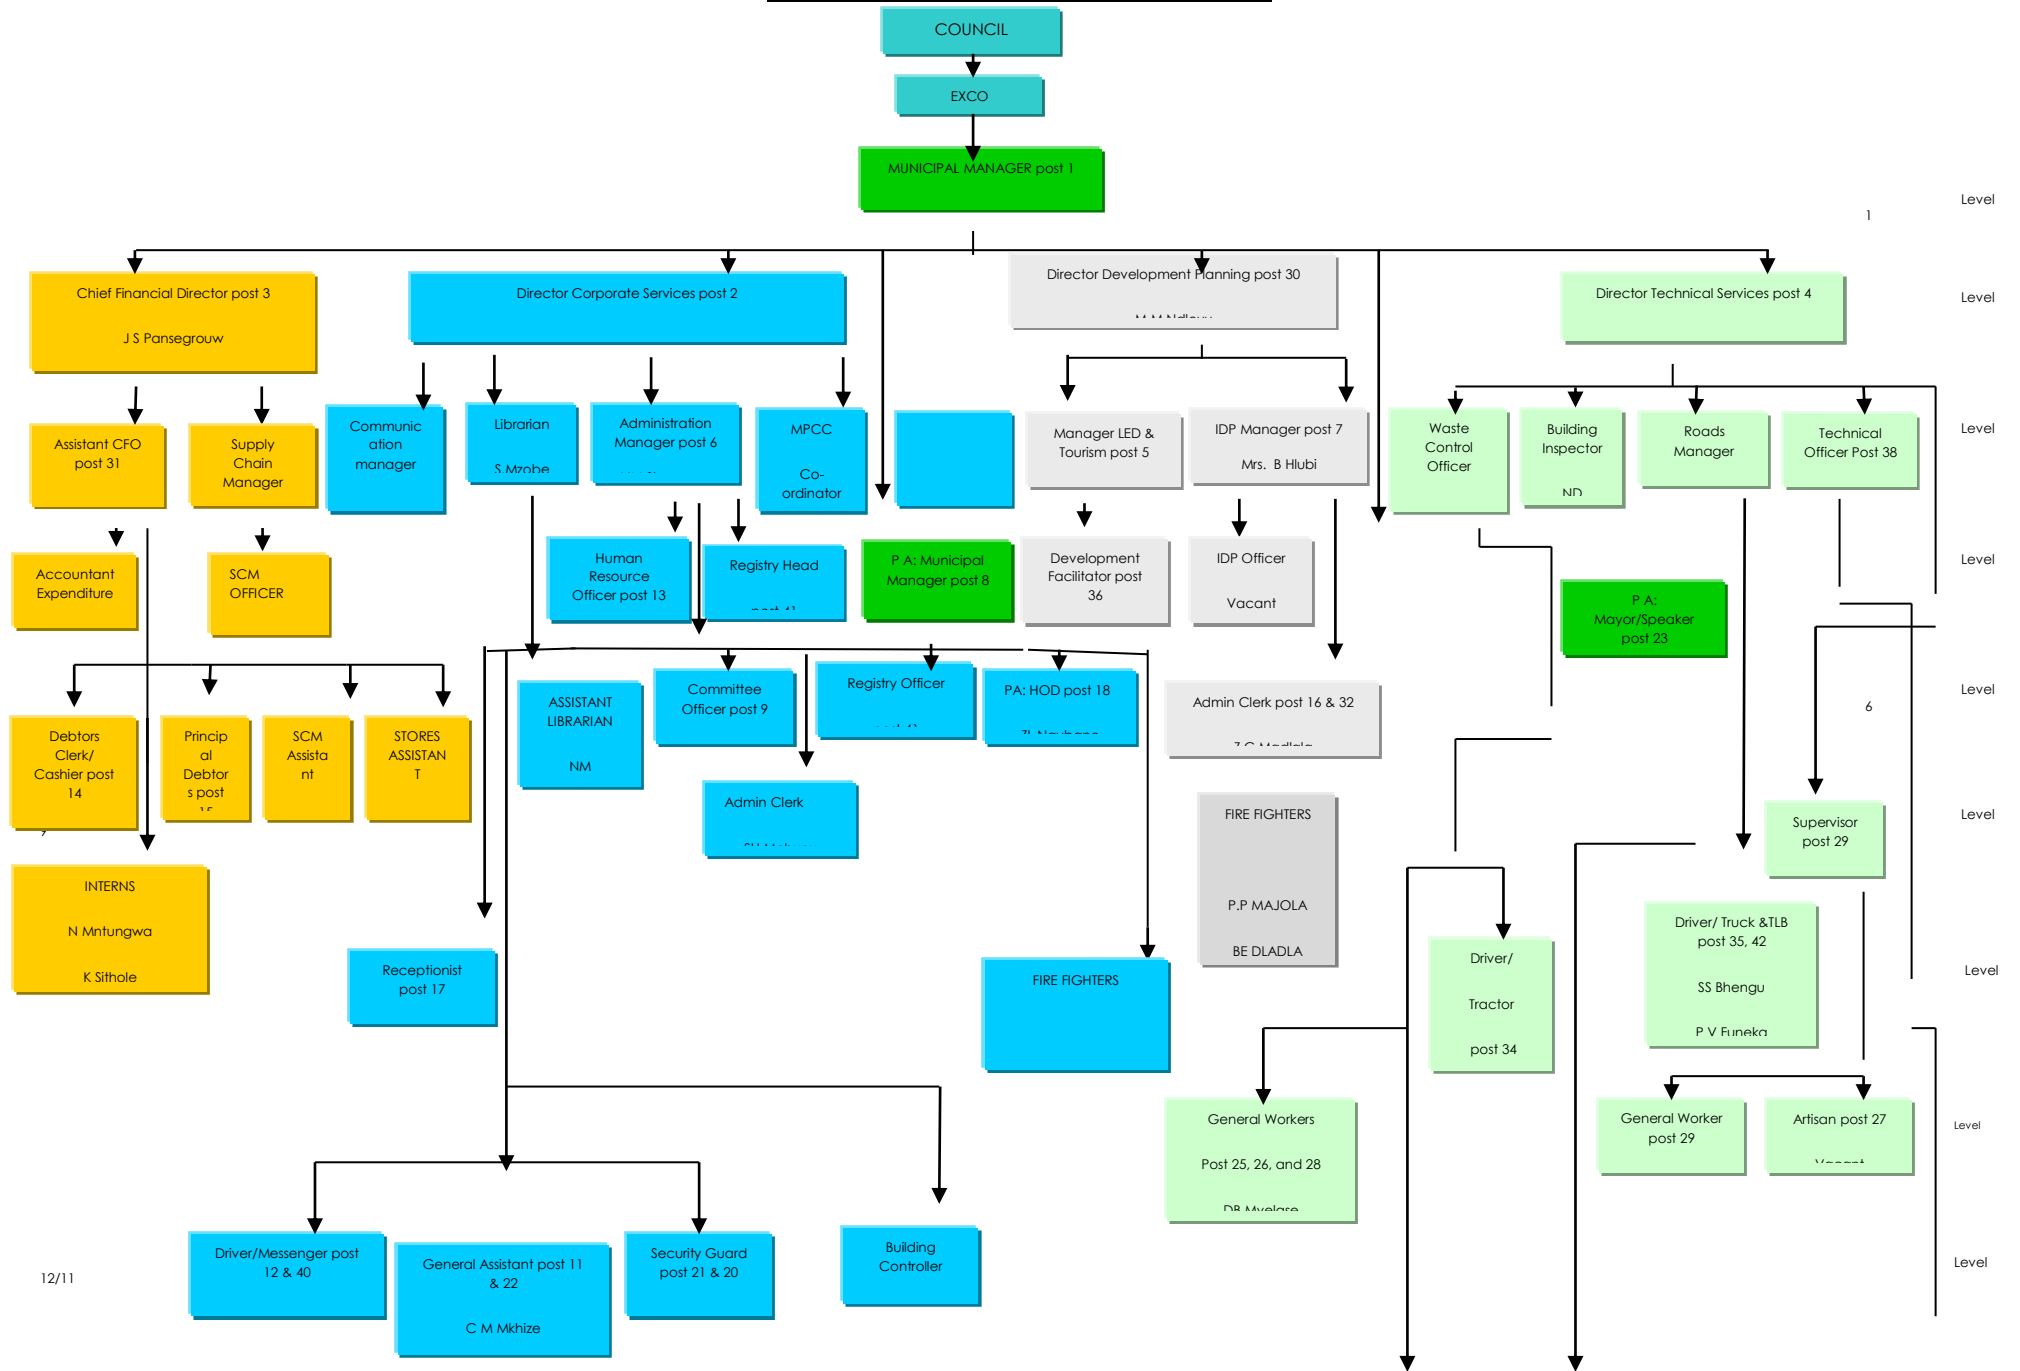 COUNCIL
EXCO
MUNICIPAL MANAGER post 1
Level
1
Chief Financial Director post 3
J S Pansegrouw
Director Corporate Services post 2
Director Development Planning post 30
Director Technical Services post 4
Level
Assistant CFO
post 31
Supply
Chain
Manager
Communic
ation
manager
Librarian
S.Mzobe
Administration
Manager post 6
MPCC
Co-
ordinator
Manager LED &
Tourism post 5
IDP Manager post 7
Mrs. B Hlubi
Waste
Control
Officer
Building
Inspector
ND
Roads
Manager
Technical
Officer Post 38
Level
Accountant
Expenditure
SCM
OFFICER
Human
Resource
Officer post 13
Registry Head
post 41
P A: Municipal
Manager post 8
Development
Facilitator post
36
IDP Officer
Vacant
P A:
Mayor/Speaker
post 23
Level
Debtors
Clerk/
Cashier post
14
Princip
al
Debtor
s post
15
SCM
Assista
nt
STORES
ASSISTAN
T
ASSISTANT
LIBRARIAN
NM
Committee
Officer post 9
Registry Officer
PA: HOD post 18
Admin Clerk post 16 & 32
Level
6
Admin Clerk
FIRE FIGHTERS
P.P MAJOLA
BE DLADLA
Supervisor
post 29
Level
INTERNS
N Mntungwa
K Sithole
Receptionist
post 17
FIRE FIGHTERS
Driver/
Tractor
post 34
Driver/ Truck &TLB
post 35, 42
SS Bhengu
P V Funeka
Level
General Workers
Post 25, 26, and 28
DB Mvelase
General Worker
post 29
Artisan post 27
Vacant
Level
Driver/Messenger post
12 & 40
General Assistant post 11
& 22
C M Mkhize
Security Guard
post 21 & 20
Building
Controller
Level
12/11